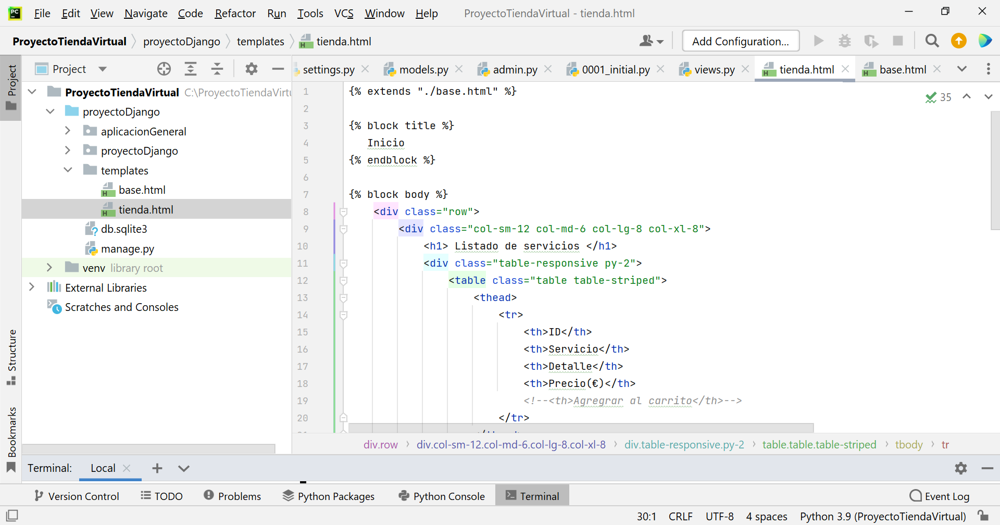 PC File Edit View Navigate Code Refactor Run Tools VCS Window Help ProyectoTiendaVirtual - tienda.html
ProyectoTiendaVirtual proyectoDjango templates tienda.html Add Configuration...
Project settings.py models.py admin.py 0001_initial.py views.py tienda.html base.html
Project
Structure
Bookmarks
ProyectoTiendaVirtual C:\ProyectoTiendaVirtu
proyectoDjango
aplicacionGeneral
proyectoDjango
templates
base.html
tienda.html
db.sqlite3
manage.py
venv library root
External Libraries
Scratches and Consoles
35
1 {% extends "./base.html" %}
2
3 {% block title %}
4 Inicio
5 {% endblock %}
6
7 {% block body %}
8 <div class="row">
9 <div class="col-sm-12 col-md-6 col-lg-8 col-xl-8">
10 <h1> Listado de servicios </h1>
11 <div class="table-responsive py-2">
12 <table class="table table-striped">
13 <thead>
14 <tr>
15 <th>ID</th>
16 <th>Servicio</th>
17 <th>Detalle</th>
18 <th>Precio(€)</th>
19 <!--<th>Agregrar al carrito</th>-->
20 </tr>
div.row div.col-sm-12.col-md-6.col-lg-8.col-xl-8 div.table-responsive.py-2 table.table.table-striped tbody tr
Terminal: Local
Version Control TODO Problems Python Packages Python Console Terminal Event Log
30:1 CRLF UTF-8 4 spaces Python 3.9 (ProyectoTiendaVirtual)